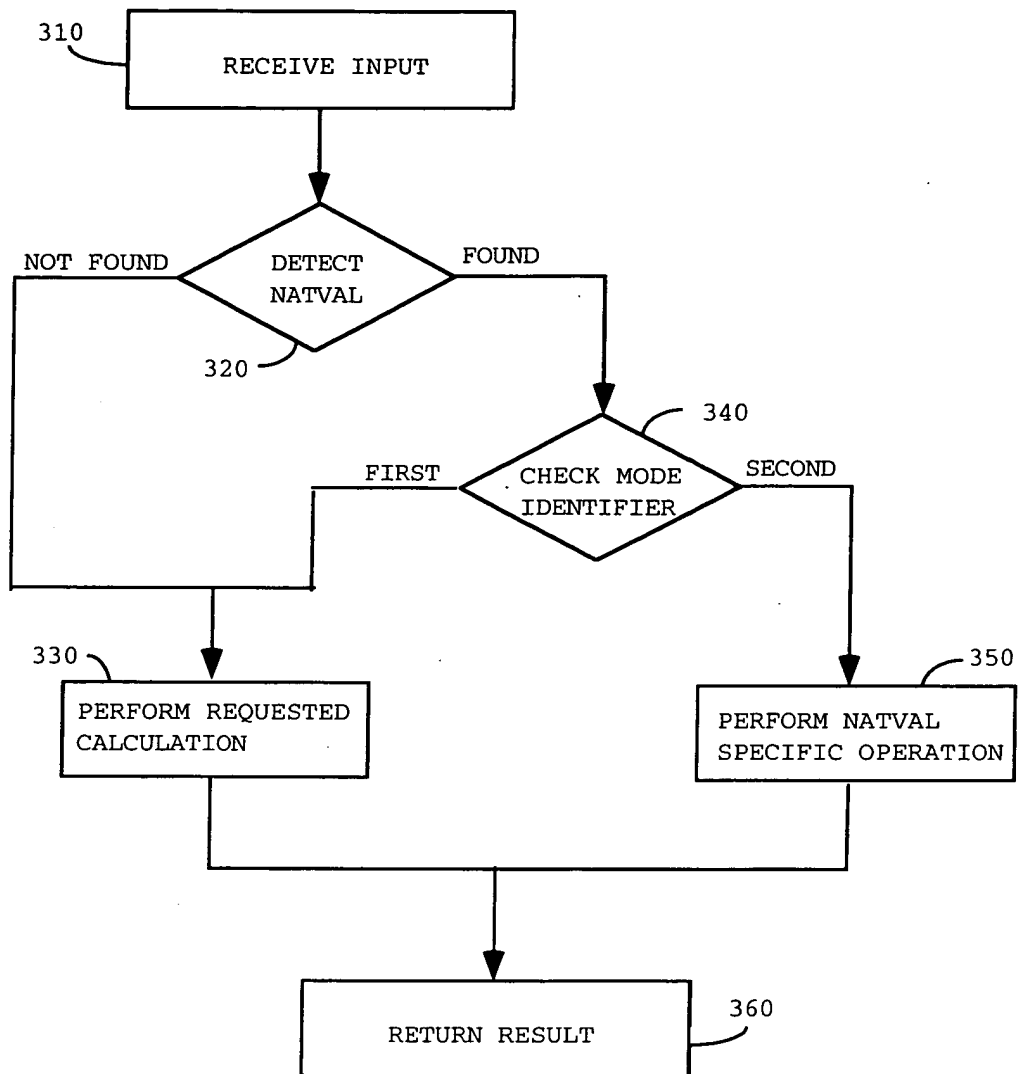 310
RECEIVE INPUT
NOT FOUND
DETECT
NATVAL
FOUND
320
340
FIRST
CHECK MODE
IDENTIFIER
SECOND
330
PERFORM REQUESTED
CALCULATION
350
PERFORM NATVAL
SPECIFIC OPERATION
RETURN RESULT
360